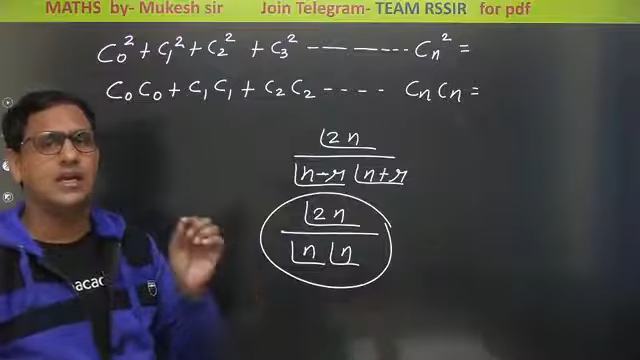 MATHS by- Mukesh sir Join Telegram- TEAM RSSIR for pdf
C₀² + C₁² + C₂² + C₃² ------- Cₙ² =
C₀C₀ + C₁C₁ + C₂C₂ ---- CₙCₙ =
|2n
|n-r |n+r
|2n
|n |n
acad